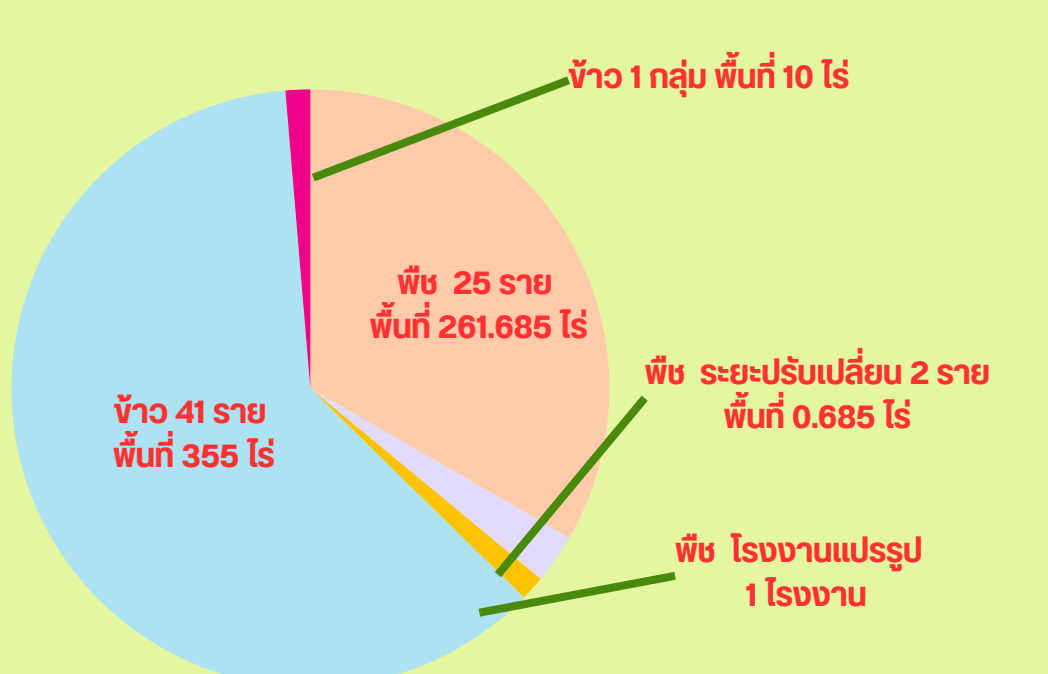 ข้าว 1 กลุ่ม พื้นที่ 10 ไร่
พืช 25 ราย
พื้นที่ 261.685 ไร่
พืช ระยะปรับเปลี่ยน 2 ราย
พื้นที่ 0.685 ไร่
ข้าว 41 ราย
พื้นที่ 355 ไร่
พืช โรงงานแปรรูป
1 โรงงาน